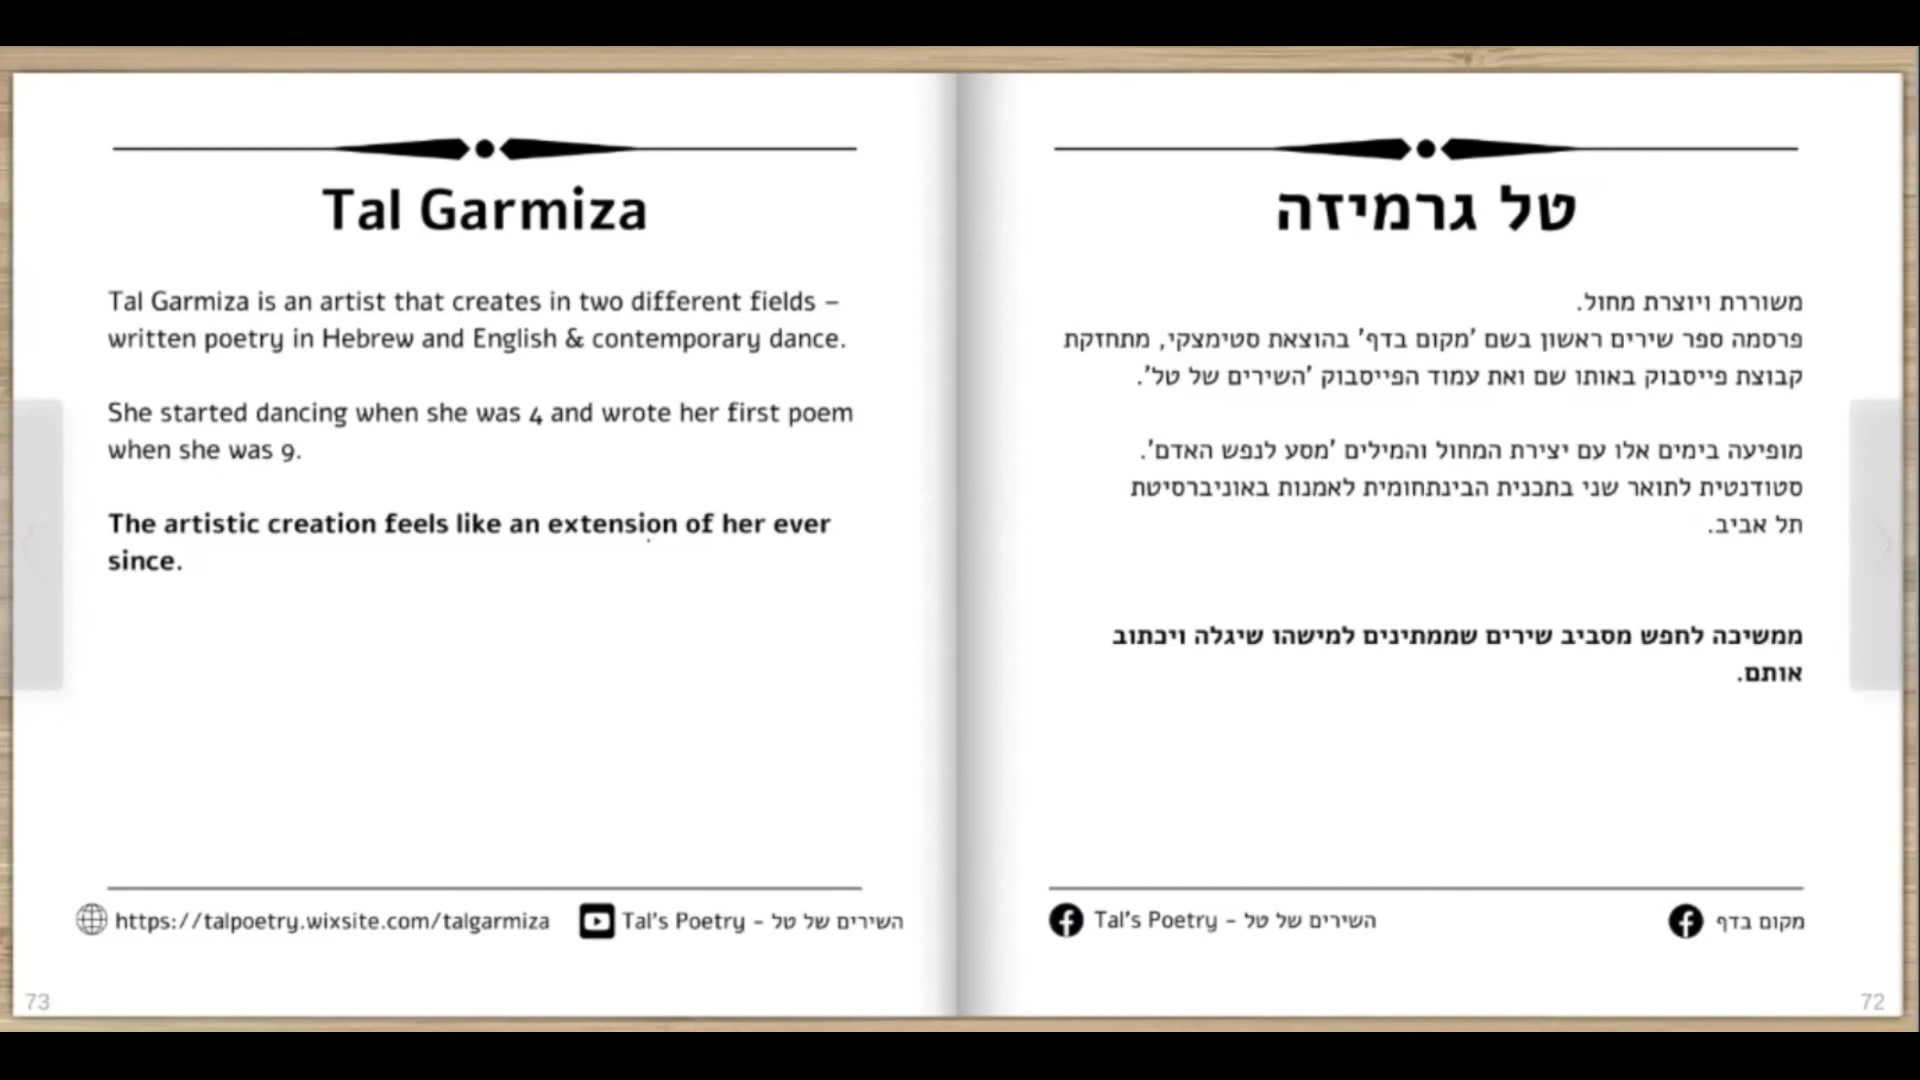 טל גרמיזה
משוררת ויוצרת מחול.
פרסמה ספר שירים ראשון בשם 'מקום בדף' בהוצאת סטימצקי, מתחזקת
קבוצת פייסבוק באותו שם ואת עמוד הפייסבוק 'השירים של טל'.
מופיעה בימים אלו עם יצירת המחול והמילים 'מסע לנפש האדם'.
סטודנטית לתואר שני בתכנית הבינתחומית לאמנות באוניברסיטת
תל אביב.
ממשיכה לחפש מסביב שירים שממתינים למישהו שיגלה ויכתוב
אותם.
מקום בדף
Tal's Poetry – השירים של טל
72
Tal Garmiza
Tal Garmiza is an artist that creates in two different fields –
written poetry in Hebrew and English & contemporary dance.
She started dancing when she was 4 and wrote her first poem
when she was 9.
The artistic creation feels like an extension of her ever
since.
https://talpoetry.wixsite.com/talgarmiza
Tal's Poetry – השירים של טל
73